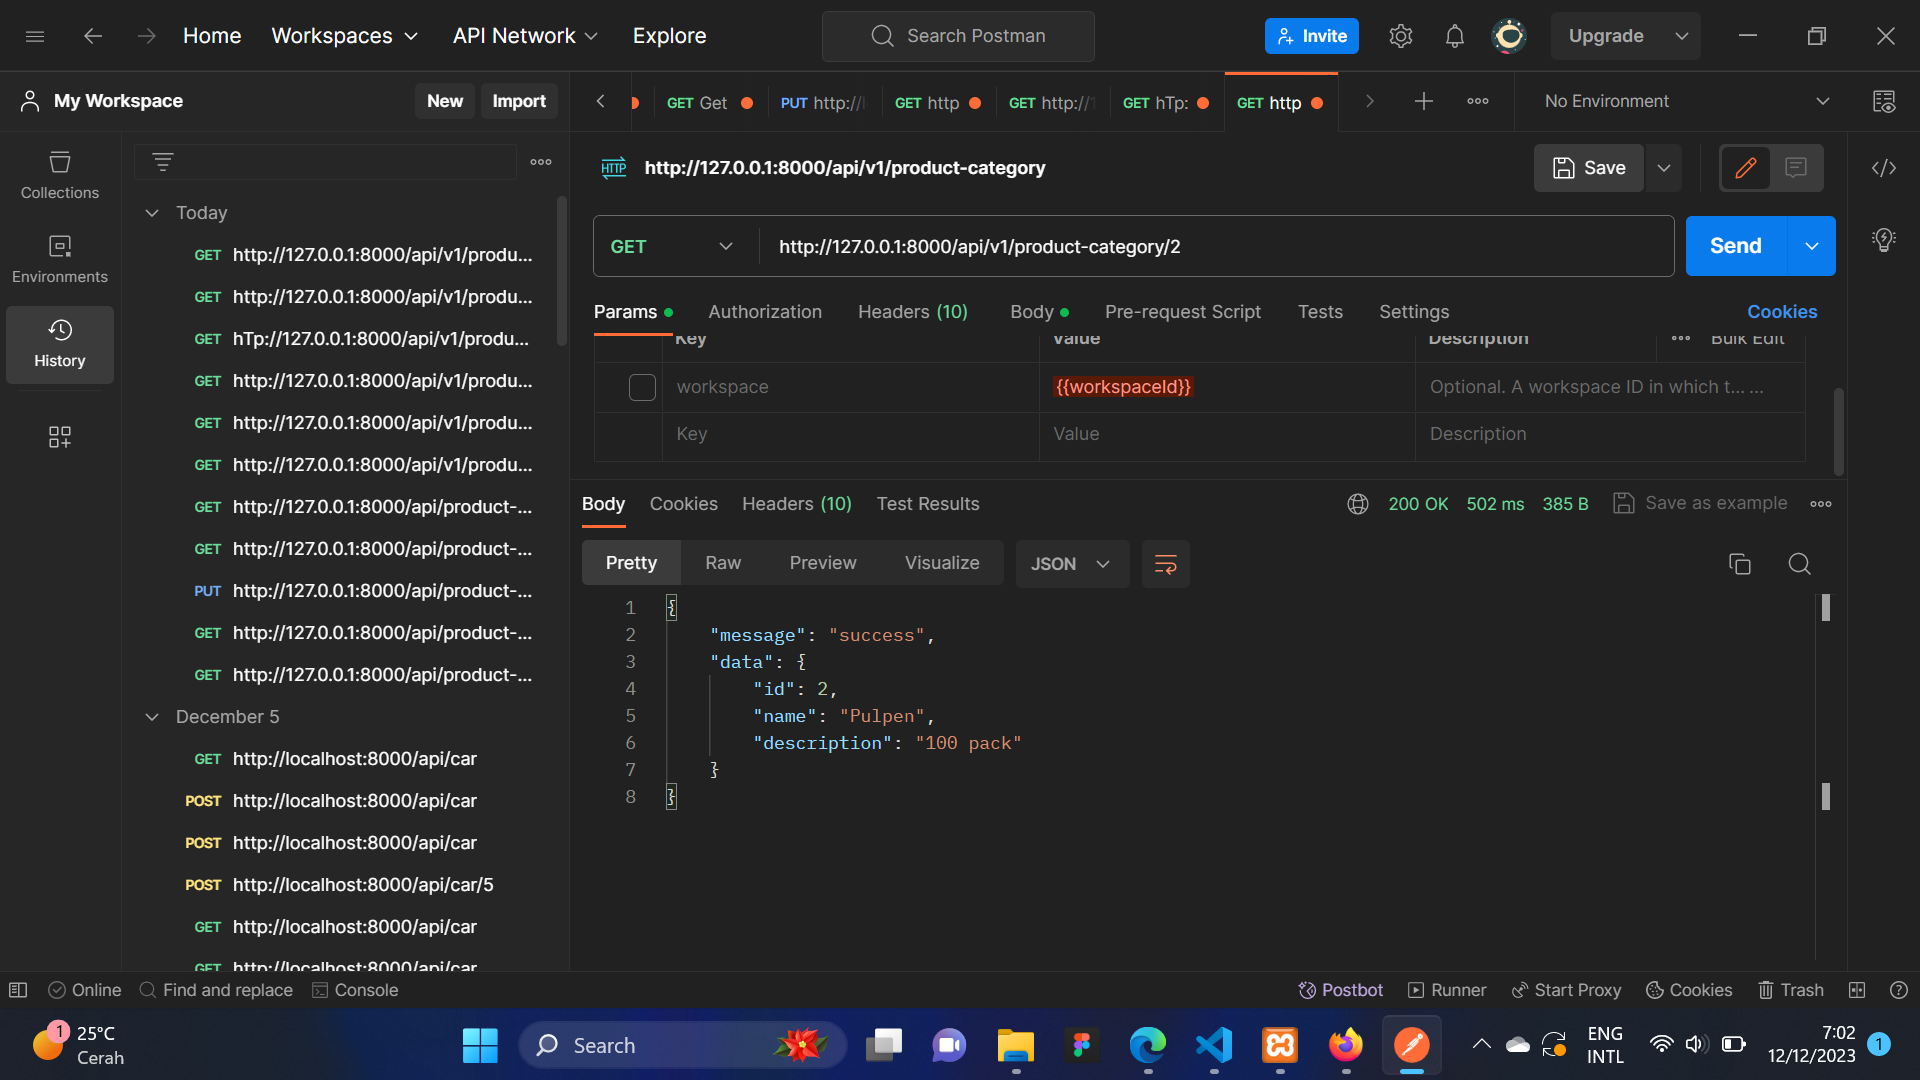 Home
Workspaces
API Network
Explore
Search Postman
Invite
Upgrade
My Workspace
New
Import
GET Get
PUT http://
GET http
GET http://
GET hTp:
GET http
No Environment
Collections
Environments
History
Today
GET http://127.0.0.1:8000/api/v1/produ...
GET http://127.0.0.1:8000/api/v1/produ...
GET hTp://127.0.0.1:8000/api/v1/produ...
GET http://127.0.0.1:8000/api/v1/produ...
GET http://127.0.0.1:8000/api/v1/produ...
GET http://127.0.0.1:8000/api/v1/produ...
GET http://127.0.0.1:8000/api/product-...
GET http://127.0.0.1:8000/api/product-...
PUT http://127.0.0.1:8000/api/product-...
GET http://127.0.0.1:8000/api/product-...
GET http://127.0.0.1:8000/api/product-...
December 5
GET http://localhost:8000/api/car
POST http://localhost:8000/api/car
POST http://localhost:8000/api/car
POST http://localhost:8000/api/car/5
GET http://localhost:8000/api/car
GET http://localhost:8000/api/car
HTTP http://127.0.0.1:8000/api/v1/product-category
Save
GET http://127.0.0.1:8000/api/v1/product-category/2
Send
Params Authorization Headers (10) Body Pre-request Script Tests Settings Cookies
Key Value Description Bulk Edit
workspace {{workspaceId}} Optional. A workspace ID in which t... ...
Key Value Description
Body Cookies Headers (10) Test Results
200 OK 502 ms 385 B Save as example
Pretty Raw Preview Visualize JSON
1 {
2 "message": "success",
3 "data": {
4 "id": 2,
5 "name": "Pulpen",
6 "description": "100 pack"
7 }
8 }
Online Find and replace Console
Postbot Runner Start Proxy Cookies Trash
1
25°C
Cerah
Search
ENG
INTL
7:02
12/12/2023
1